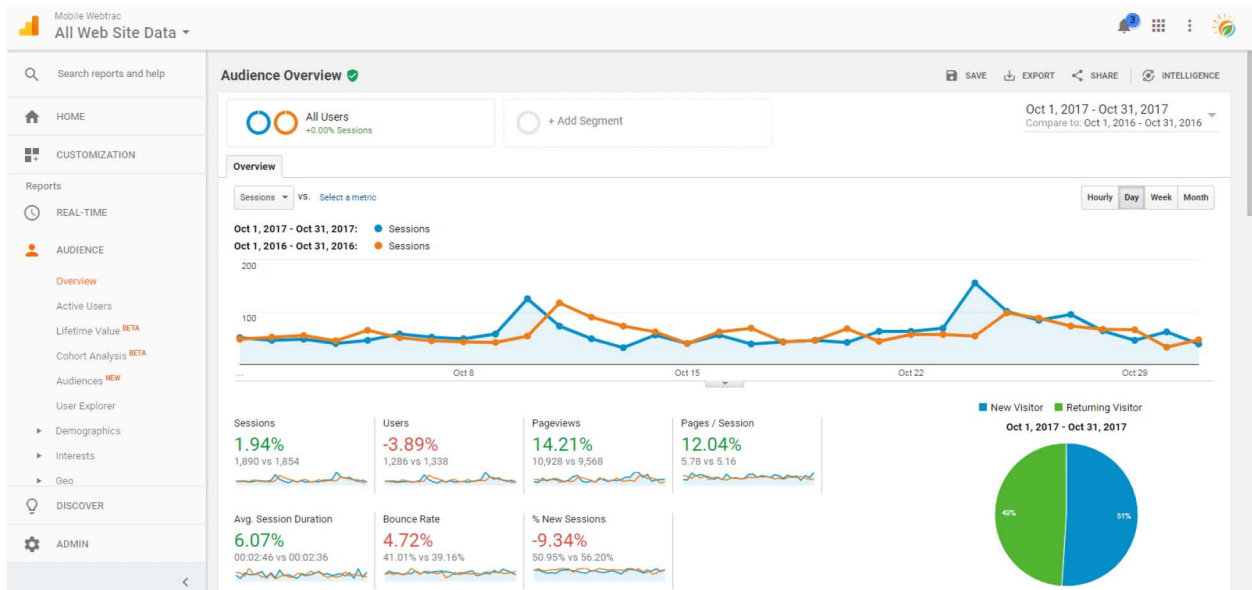 Mobile Webtrac
All Web Site Data
3
Search reports and help
HOME
CUSTOMIZATION
Reports
REAL-TIME
AUDIENCE
Overview
Active Users
Lifetime Value BETA
Cohort Analysis BETA
Audiences NEW
User Explorer
Demographics
Interests
Geo
DISCOVER
ADMIN
Audience Overview
SAVE EXPORT SHARE INTELLIGENCE
All Users
+0.00% Sessions
+ Add Segment
Oct 1, 2017 - Oct 31, 2017
Compare to: Oct 1, 2016 - Oct 31, 2016
Overview
Sessions VS. Select a metric
Hourly Day Week Month
Oct 1, 2017 - Oct 31, 2017: Sessions
Oct 1, 2016 - Oct 31, 2016: Sessions
200
100
... Oct 8 Oct 15 Oct 22 Oct 29
Sessions
1.94%
1,890 vs 1,854
Users
-3.89%
1,286 vs 1,338
Pageviews
14.21%
10,928 vs 9,568
Pages / Session
12.04%
5.78 vs 5.16
Avg. Session Duration
6.07%
00:02:46 vs 00:02:36
Bounce Rate
4.72%
41.01% vs 39.16%
% New Sessions
-9.34%
50.95% vs 56.20%
New Visitor Returning Visitor
Oct 1, 2017 - Oct 31, 2017
49%
51%